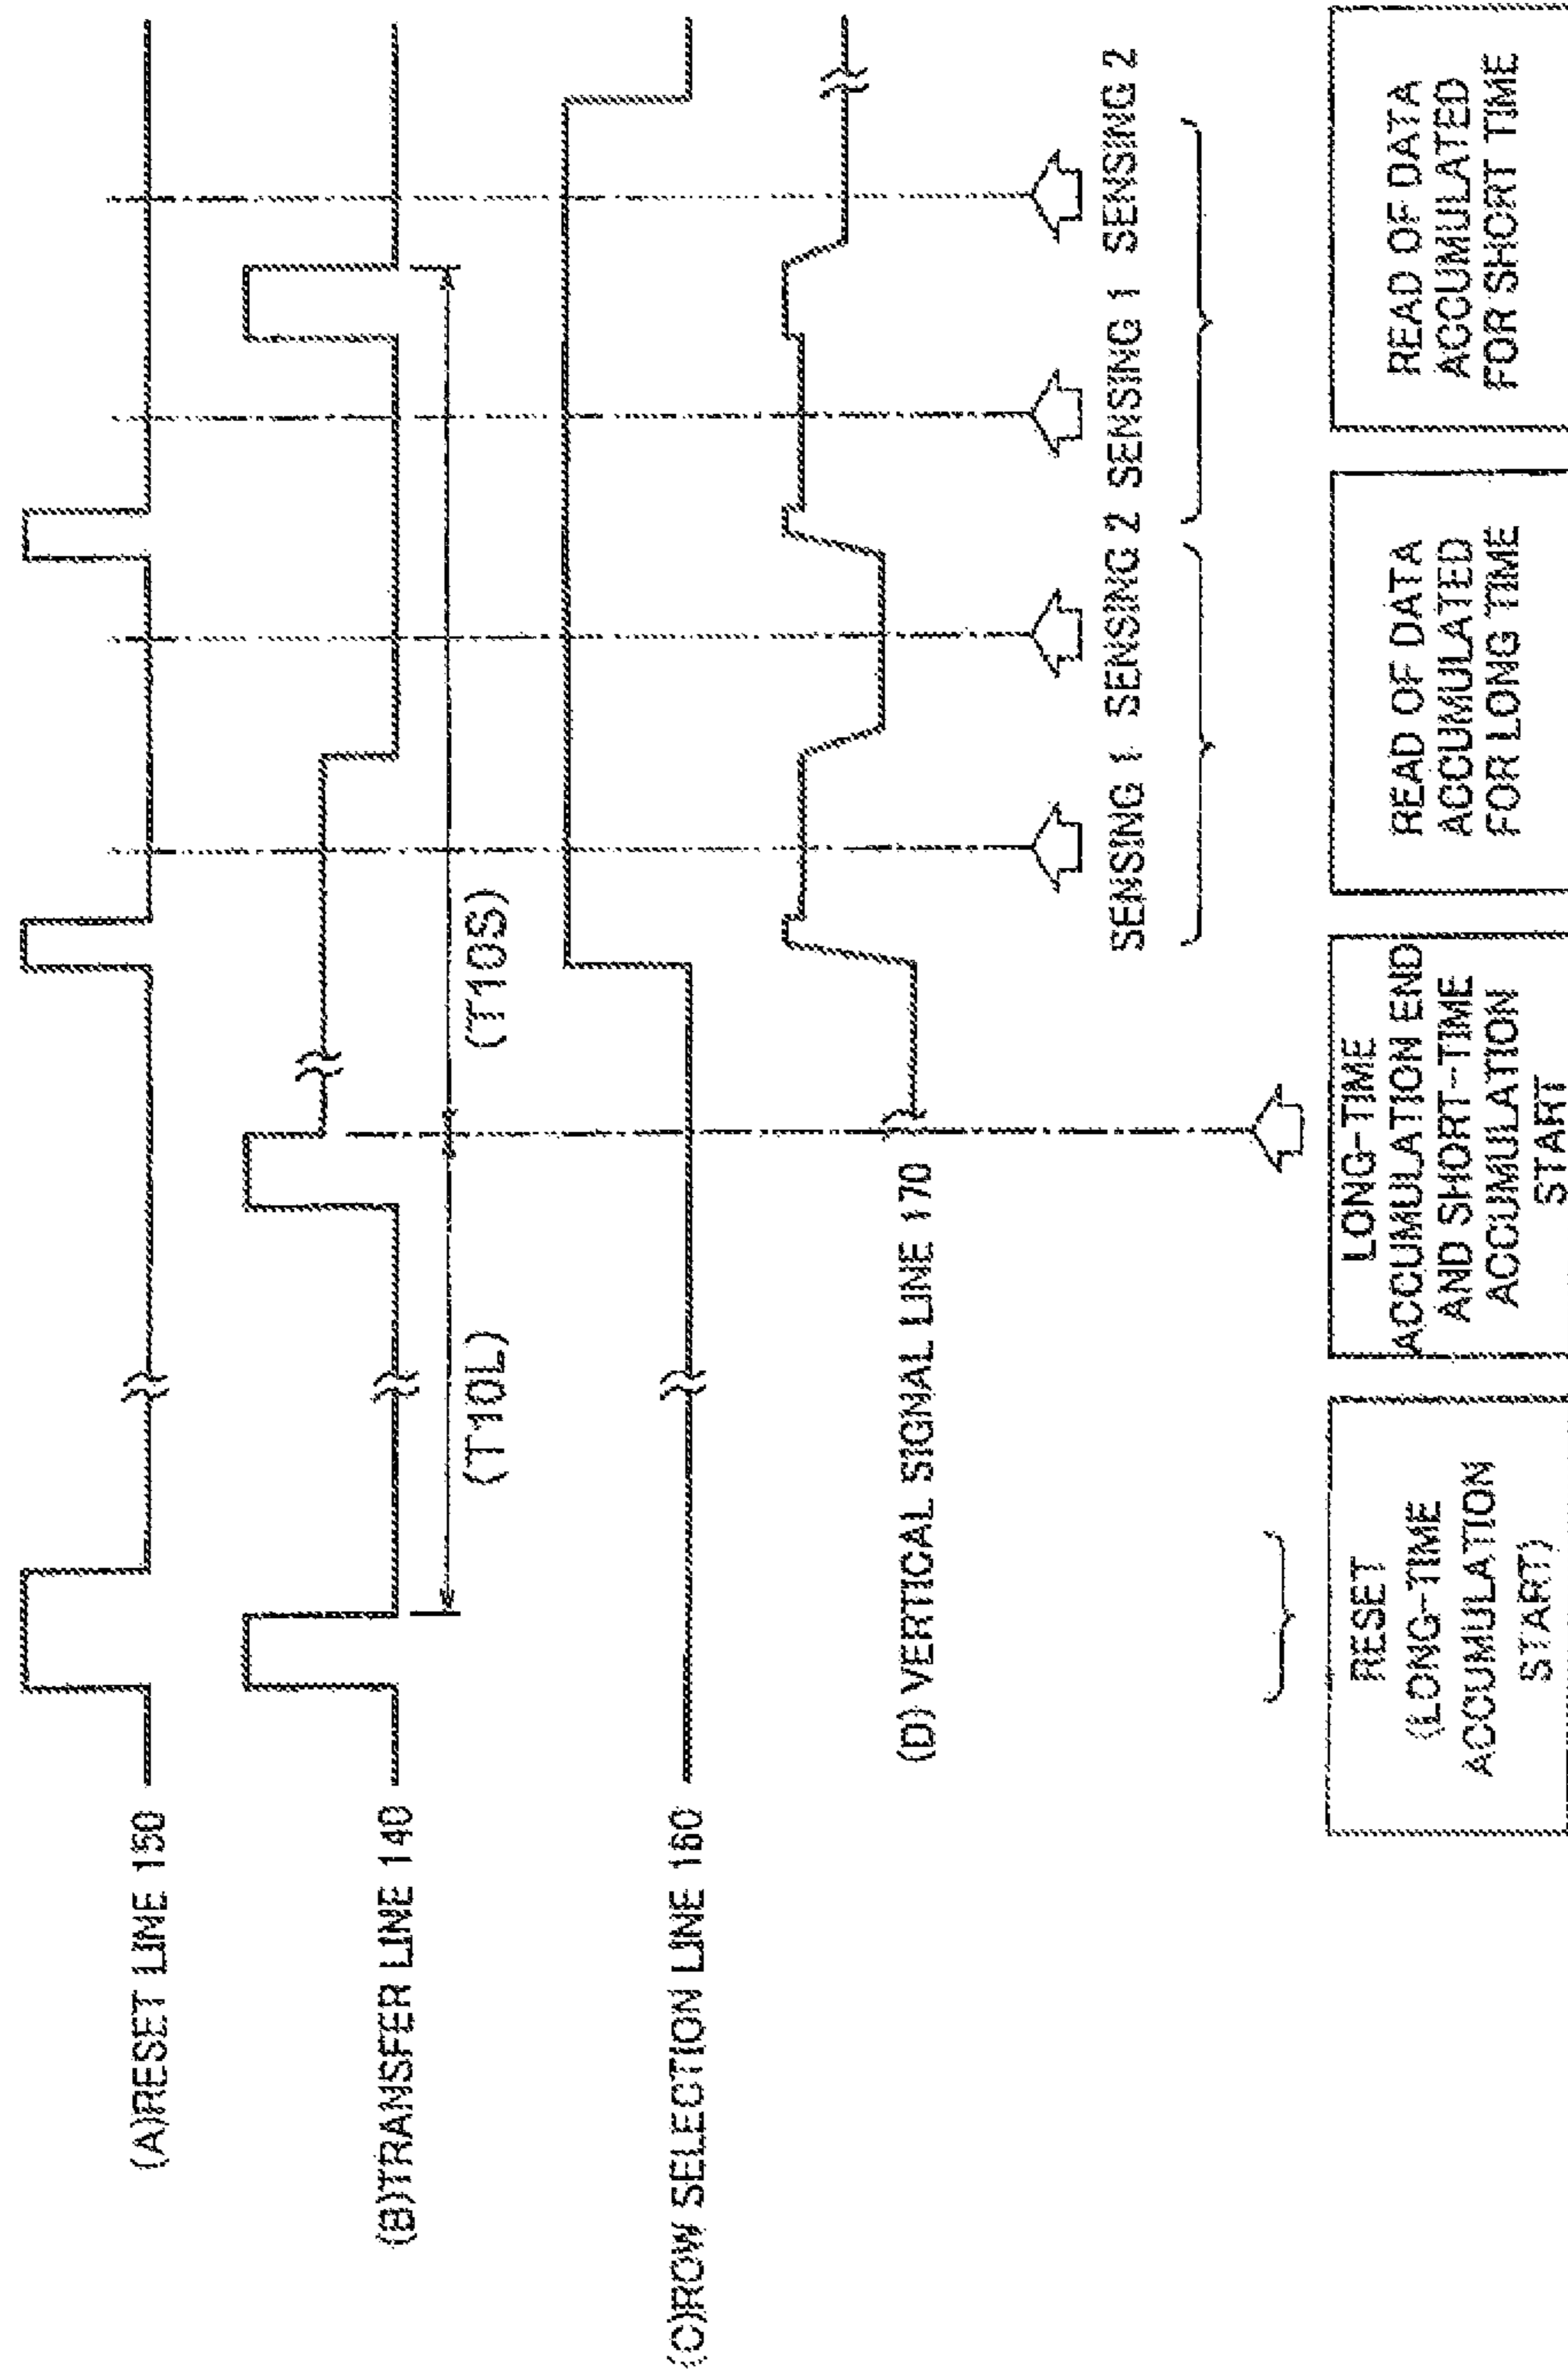 (A)RESET LINE 150
(B)TRANSFER LINE 140
(T10L)
(T10S)
(C)ROW SELECTION LINE 160
(D) VERTICAL SIGNAL LINE 170
SENSING 1 SENSING 2 SENSING 1 SENSING 2
RESET
(LONG-TIME
ACCUMULATION
START)
LONG-TIME
ACCUMULATION END
AND SHORT-TIME
ACCUMULATION
START
READ OF DATA
ACCUMULATED
FOR LONG TIME
READ OF DATA
ACCUMULATED
FOR SHORT TIME